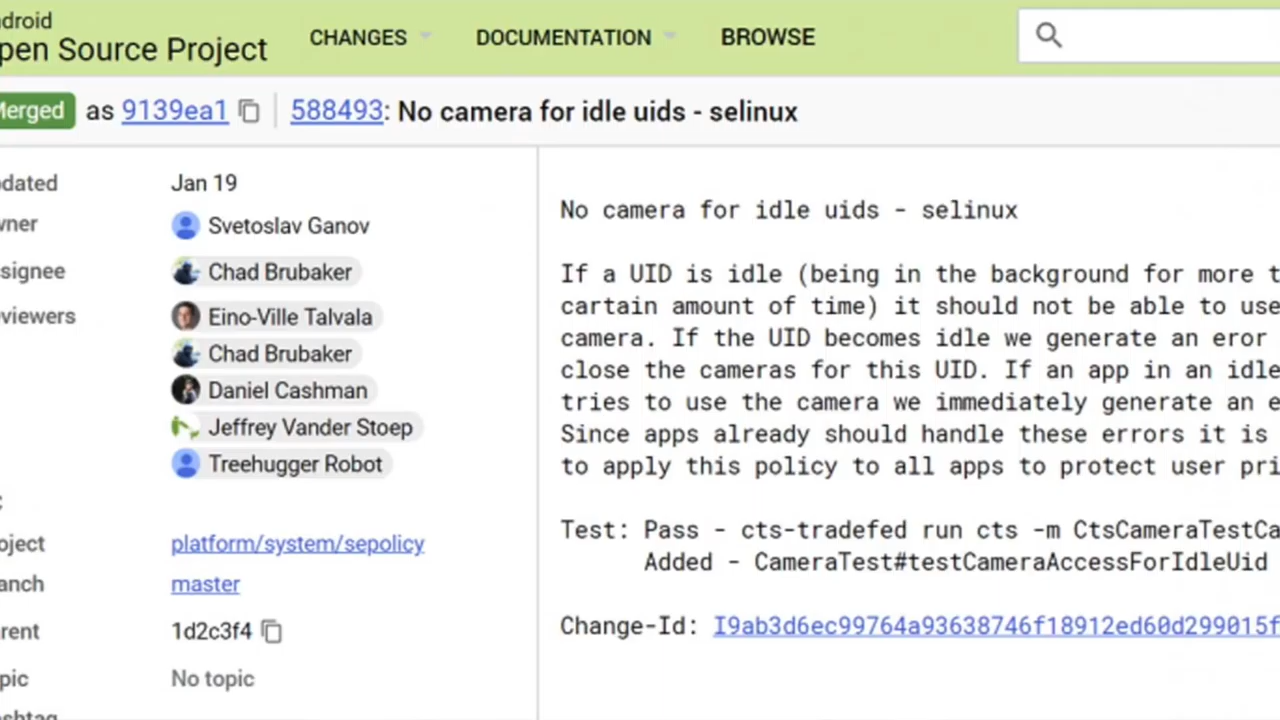 ndroid
pen Source Project
CHANGES
DOCUMENTATION
BROWSE
Merged as 9139ea1 588493: No camera for idle uids - selinux
dated Jan 19
wner Svetoslav Ganov
signee Chad Brubaker
viewers Eino-Ville Talvala
Chad Brubaker
Daniel Cashman
Jeffrey Vander Stoep
Treehugger Robot
oject platform/system/sepolicy
anch master
rent 1d2c3f4
pic No topic
shtag
No camera for idle uids - selinux
If a UID is idle (being in the background for more t
cartain amount of time) it should not be able to use
camera. If the UID becomes idle we generate an eror
close the cameras for this UID. If an app in an idle
tries to use the camera we immediately generate an e
Since apps already should handle these errors it is
to apply this policy to all apps to protect user pri
Test: Pass - cts-tradefed run cts -m CtsCameraTestCa
Added - CameraTest#testCameraAccessForIdleUid
Change-Id: I9ab3d6ec99764a93638746f18912ed60d299015f